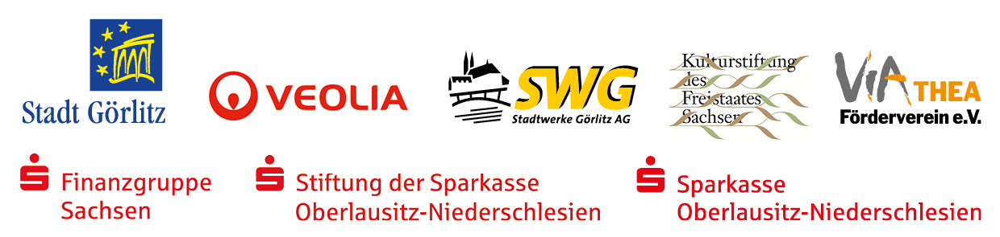 Stadt Görlitz
VEOLIA
SWG
Stadtwerke Görlitz AG
Kulturstiftung
des
Freistaates
Sachsen
ViA THEA
Förderverein e.V.
Finanzgruppe
Sachsen
Stiftung der Sparkasse
Oberlausitz-Niederschlesien
Sparkasse
Oberlausitz-Niederschlesien